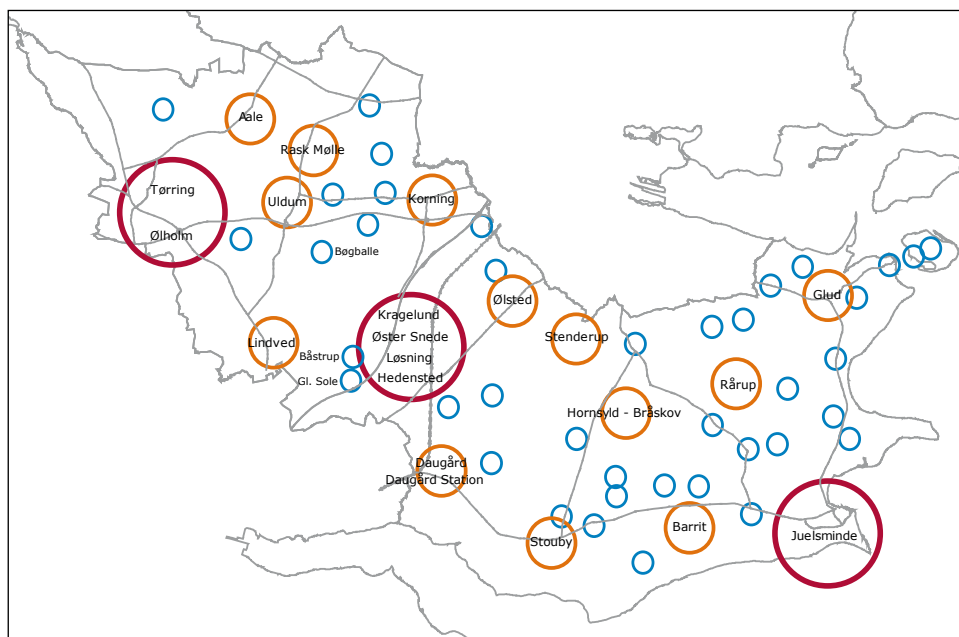 Aale
Rask Mølle
Tørring
Uldum
Korning
Ølholm
Bøgballe
Glud
Ølsted
Kragelund
Øster Snede
Løsning
Hedensted
Lindved
Stenderup
Båstrup
Gl. Sole
Rårup
Hornsyld - Bråskov
Daugård
Daugård Station
Barrit
Juelsminde
Stouby